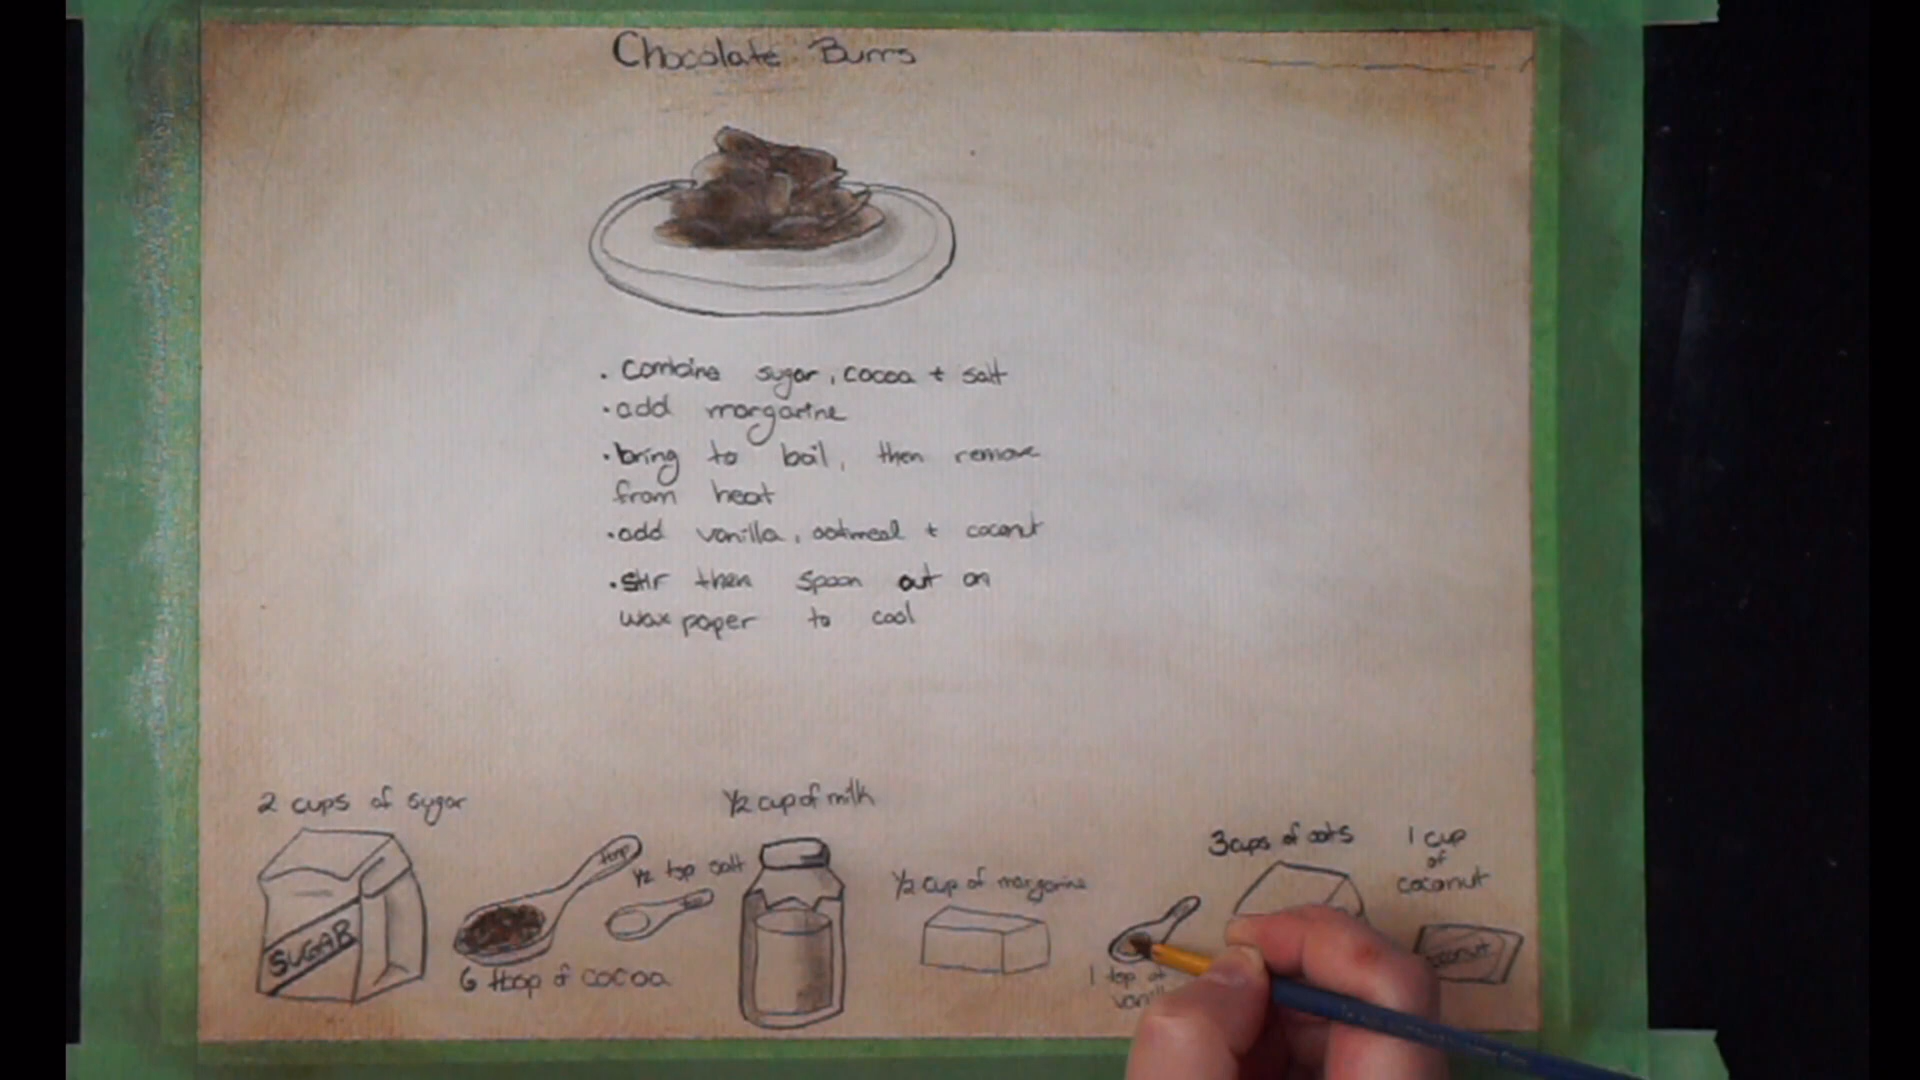 Chocolate Burrs
. Combine sugar, cocoa + salt
. add margarine
. bring to boil, then remove
from heat
. add vanilla, oatmeal + coconut
. Stir then spoon out on
wax paper to cool
2 cups of sugar
SUGAR
tbsp
6 tbsp of cocoa
1/2 tsp salt
1/2 cup of milk
1/2 cup of margarine
1 tsp of
3 cups of oats
1 cup
of
coconut